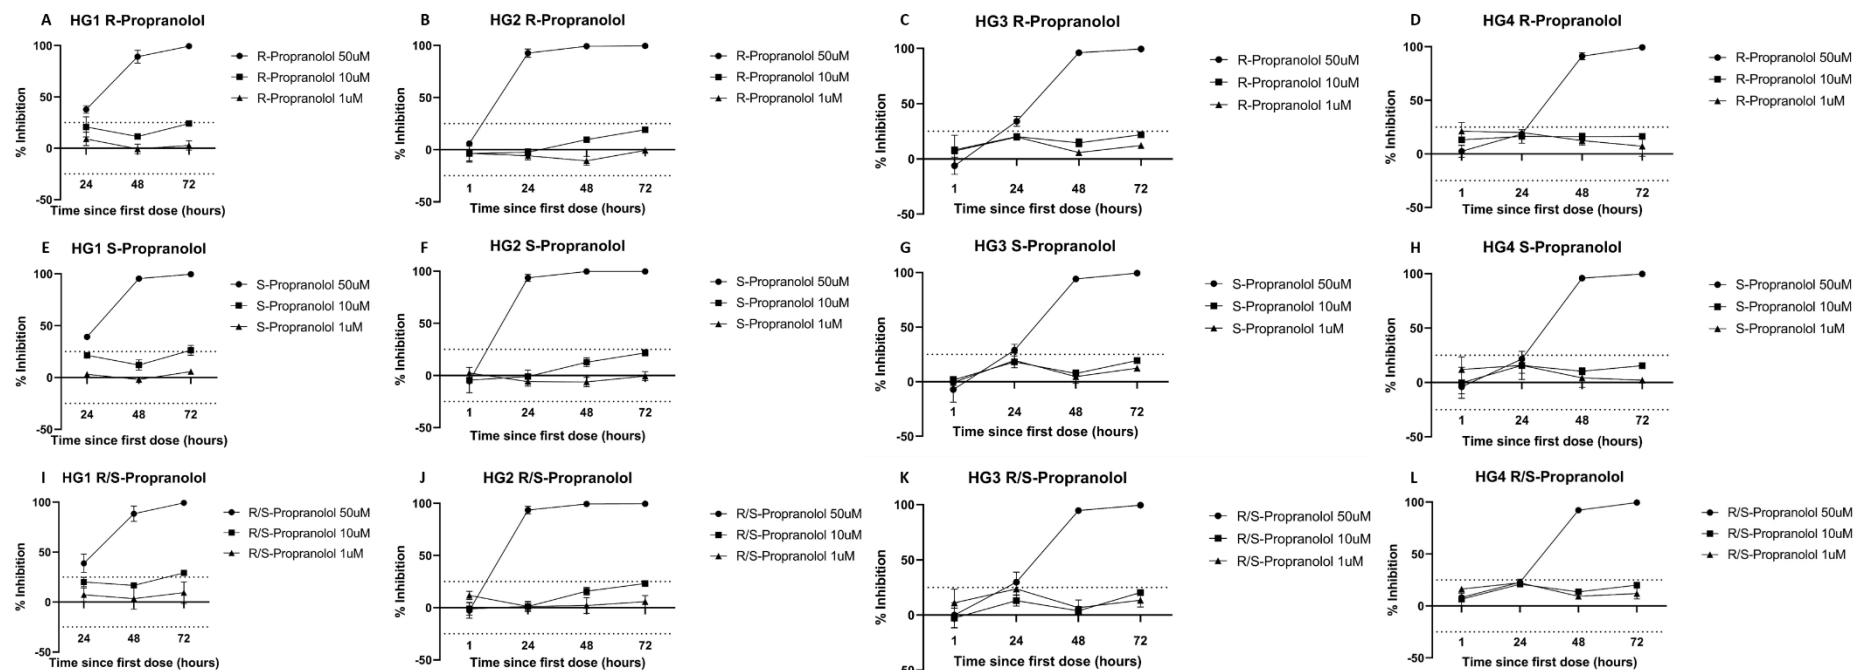 A HG1 R-Propranolol
100
50
0
-50
% Inhibition
24 48 72
Time since first dose (hours)
R-Propranolol 50uM
R-Propranolol 10uM
R-Propranolol 1uM
B HG2 R-Propranolol
100
50
0
-50
% Inhibition
1 24 48 72
Time since first dose (hours)
R-Propranolol 50uM
R-Propranolol 10uM
R-Propranolol 1uM
C HG3 R-Propranolol
100
50
0
-50
% Inhibition
1 24 48 72
Time since first dose (hours)
R-Propranolol 50uM
R-Propranolol 10uM
R-Propranolol 1uM
D HG4 R-Propranolol
100
50
0
-50
% Inhibition
1 24 48 72
Time since first dose (hours)
R-Propranolol 50uM
R-Propranolol 10uM
R-Propranolol 1uM
E HG1 S-Propranolol
100
50
0
-50
% Inhibition
24 48 72
Time since first dose (hours)
S-Propranolol 50uM
S-Propranolol 10uM
S-Propranolol 1uM
F HG2 S-Propranolol
100
50
0
-50
% Inhibition
1 24 48 72
Time since first dose (hours)
S-Propranolol 50uM
S-Propranolol 10uM
S-Propranolol 1uM
G HG3 S-Propranolol
100
50
0
-50
% Inhibition
1 24 48 72
Time since first dose (hours)
S-Propranolol 50uM
S-Propranolol 10uM
S-Propranolol 1uM
H HG4 S-Propranolol
100
50
0
-50
% Inhibition
1 24 48 72
Time since first dose (hours)
S-Propranolol 50uM
S-Propranolol 10uM
S-Propranolol 1uM
I HG1 R/S-Propranolol
100
50
0
-50
% Inhibition
24 48 72
Time since first dose (hours)
R/S-Propranolol 50uM
R/S-Propranolol 10uM
R/S-Propranolol 1uM
J HG2 R/S-Propranolol
100
50
0
-50
% Inhibition
1 24 48 72
Time since first dose (hours)
R/S-Propranolol 50uM
R/S-Propranolol 10uM
R/S-Propranolol 1uM
K HG3 R/S-Propranolol
100
50
0
-50
% Inhibition
1 24 48 72
Time since first dose (hours)
R/S-Propranolol 50uM
R/S-Propranolol 10uM
R/S-Propranolol 1uM
L HG4 R/S-Propranolol
100
50
0
-50
% Inhibition
1 24 48 72
Time since first dose (hours)
R/S-Propranolol 50uM
R/S-Propranolol 10uM
R/S-Propranolol 1uM